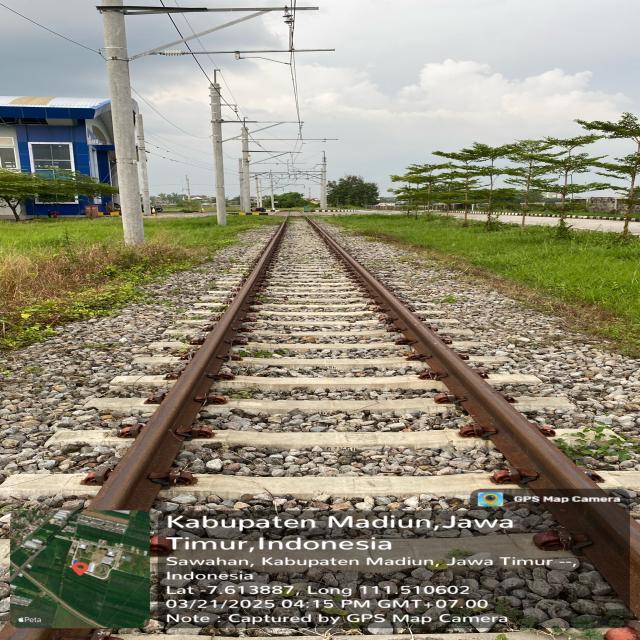 GPS Map Camera
Kabupaten Madiun,Jawa
Timur,Indonesia
Sawahan, Kabupaten Madiun, Jawa Timur --,
Indonesia
Lat -7.613887, Long 111.510602
03/21/2025 04:15 PM GMT+07.00
Note : Captured by GPS Map Camera
Peta